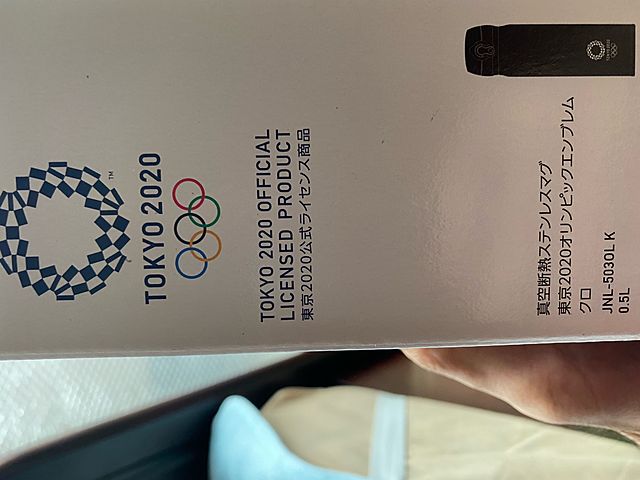 TOKYO 2020
TOKYO 2020 OFFICIAL
LICENSED PRODUCT
東京2020公式ライセンス商品
真空断熱ステンレスマグ
東京2020オリンピックエンブレム
クロ
JNL-5030L K
0.5L